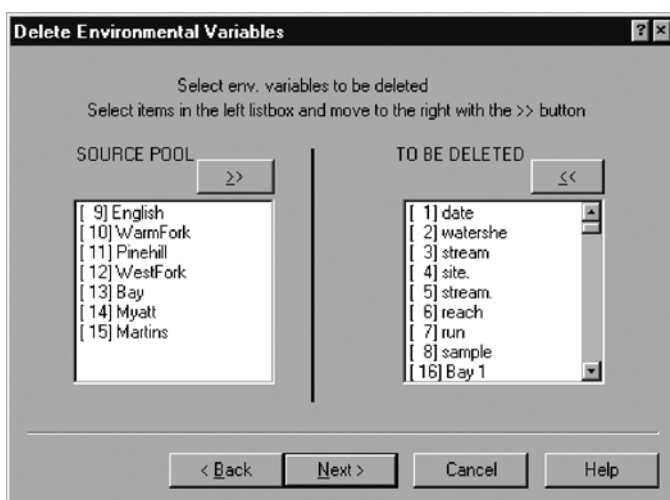 Delete Environmental Variables
? ×
Select env. variables to be deleted
Select items in the left listbox and move to the right with the >> button
SOURCE POOL
>>
[ 9] English
[ 10] WarmFork
[ 11] Pinehill
[ 12] WestFork
[ 13] Bay
[ 14] Myatt
[ 15] Martins
TO BE DELETED
<<
[ 1] date
[ 2] watershe
[ 3] stream
[ 4] site.
[ 5] stream.
[ 6] reach
[ 7] run
[ 8] sample
[ 16] Bay 1
< Back
Next >
Cancel
Help